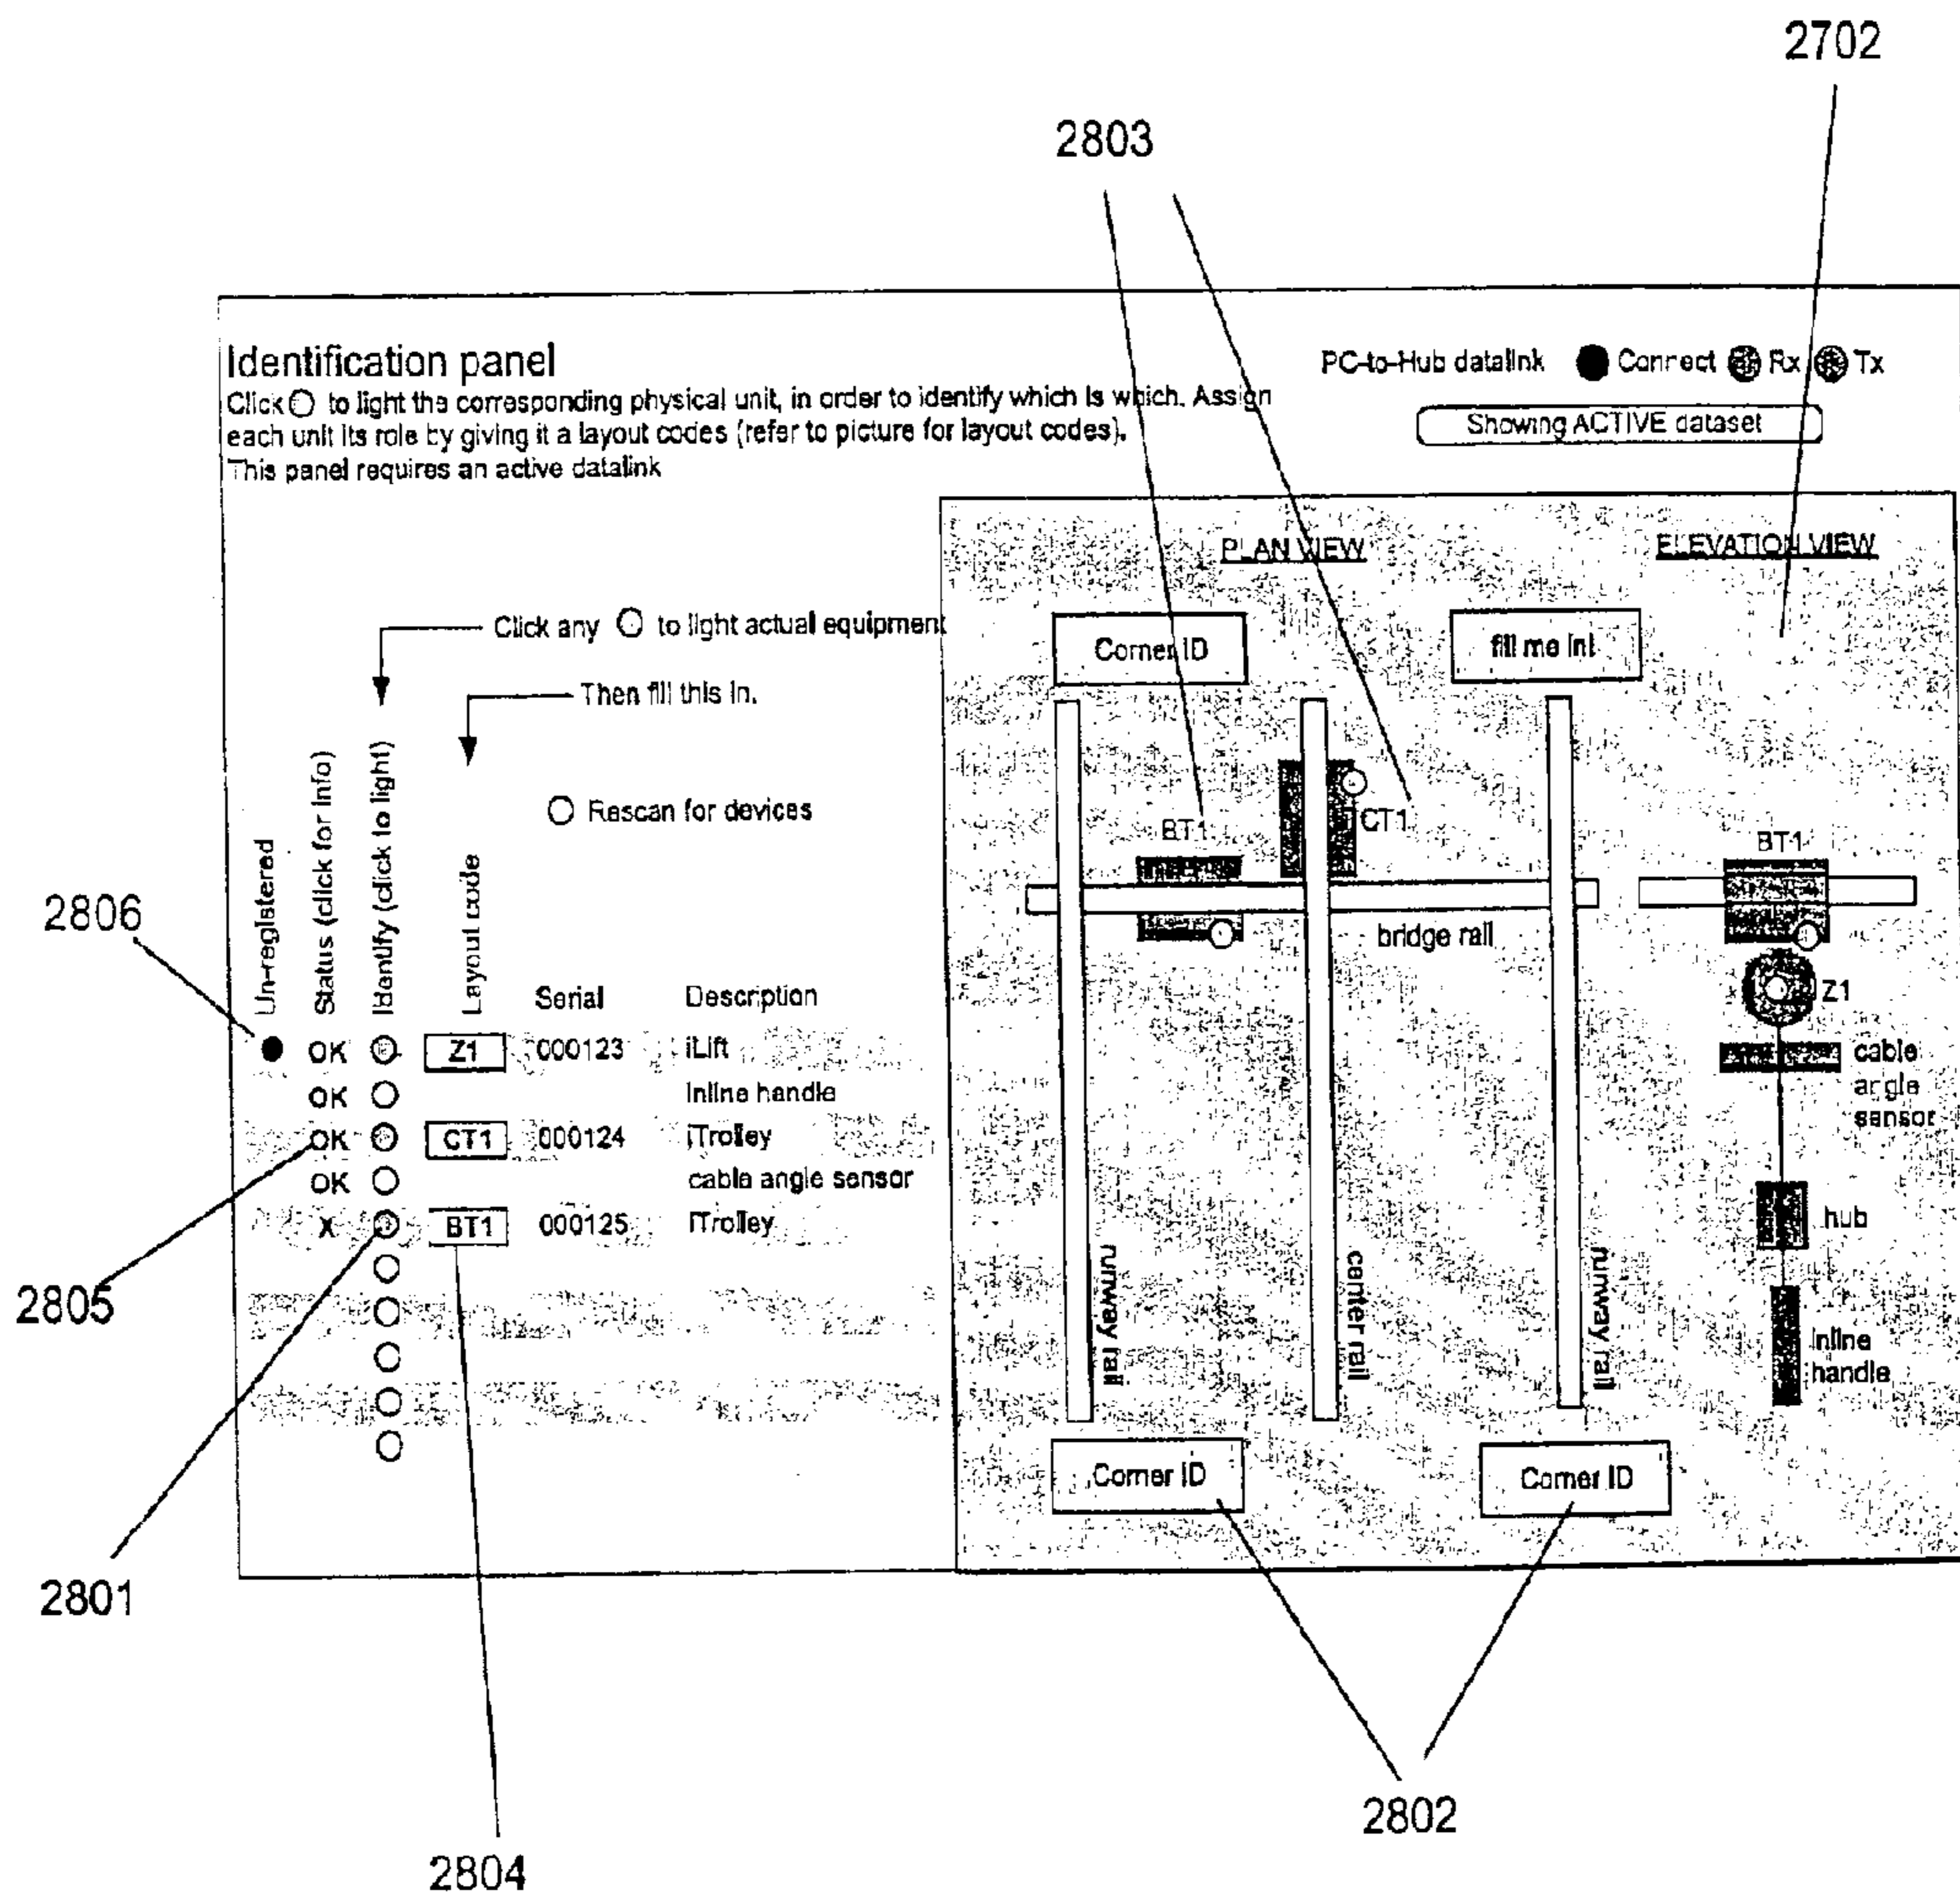 2702
2803
Identification panel
PC-to-Hub datalink Connect Rx Tx
Click to light the corresponding physical unit, in order to identify which is which. Assign
each unit its role by giving it a layout codes (refer to picture for layout codes).
This panel requires an active datalink
Showing ACTIVE dataset
PLAN VIEW
ELEVATION VIEW
Click any to light actual equipment
Corner ID
fill me in!
Then fill this in.
Rescan for devices
Un-registered
Status (click for Info)
Identify (click to light)
Layout code
Serial
Description
BT1
CT1
BT1
bridge rail
2806
OK Z1 000123 iLift
OK Inline handle
OK CT1 000124 iTrolley
OK cable angle sensor
X BT1 000125 iTrolley
Z1
cable
angle
sensor
hub
inline
handle
runway rail
center rail
runway rail
2805
Corner ID
Corner ID
2801
2802
2804